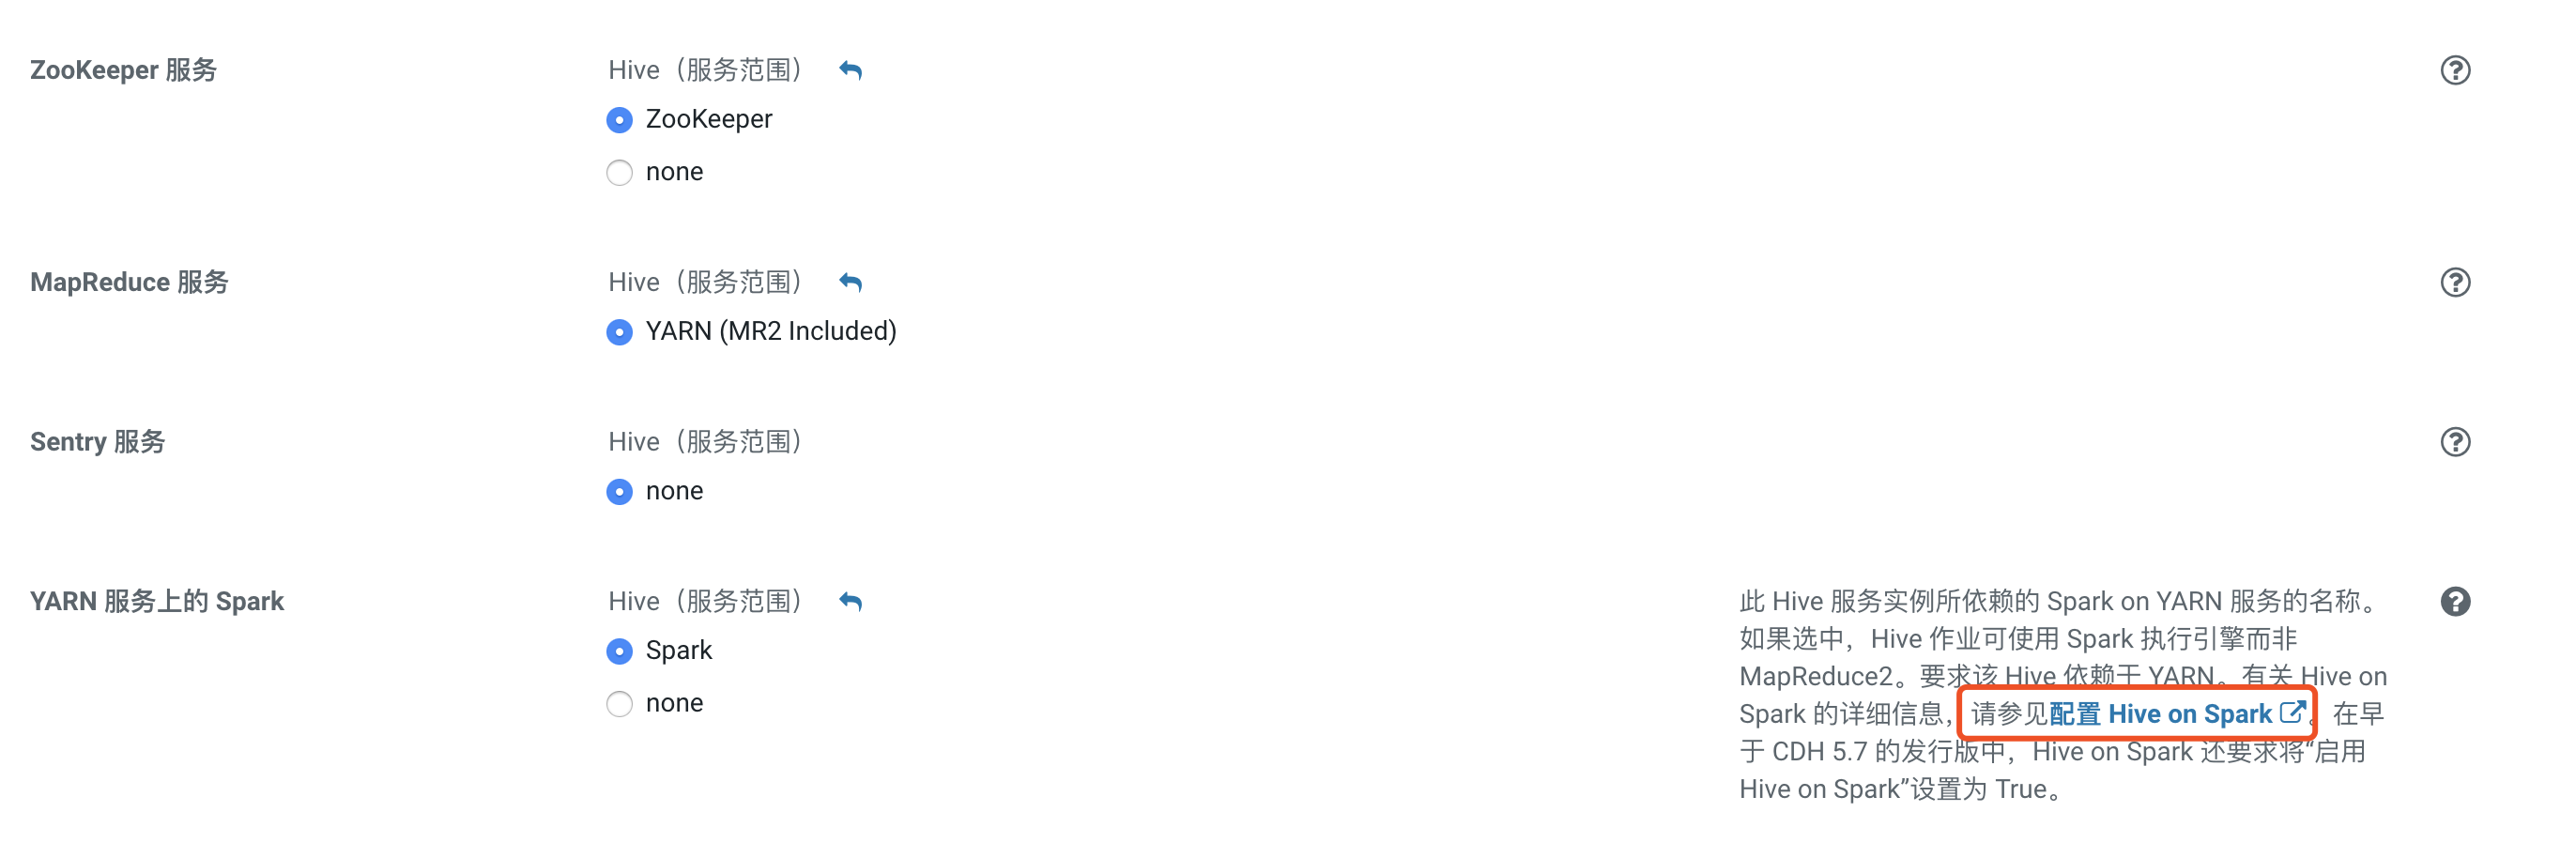 ZooKeeper 服务
Hive（服务范围）
ZooKeeper
none
MapReduce 服务
Hive（服务范围）
YARN (MR2 Included)
Sentry 服务
Hive（服务范围）
none
YARN 服务上的 Spark
Hive（服务范围）
Spark
none
此 Hive 服务实例所依赖的 Spark on YARN 服务的名称。
如果选中，Hive 作业可使用 Spark 执行引擎而非
MapReduce2。要求该 Hive 依赖于 YARN。有关 Hive on
Spark 的详细信息，请参见配置 Hive on Spark。在早
于 CDH 5.7 的发行版中，Hive on Spark 还要求将“启用
Hive on Spark”设置为 True。